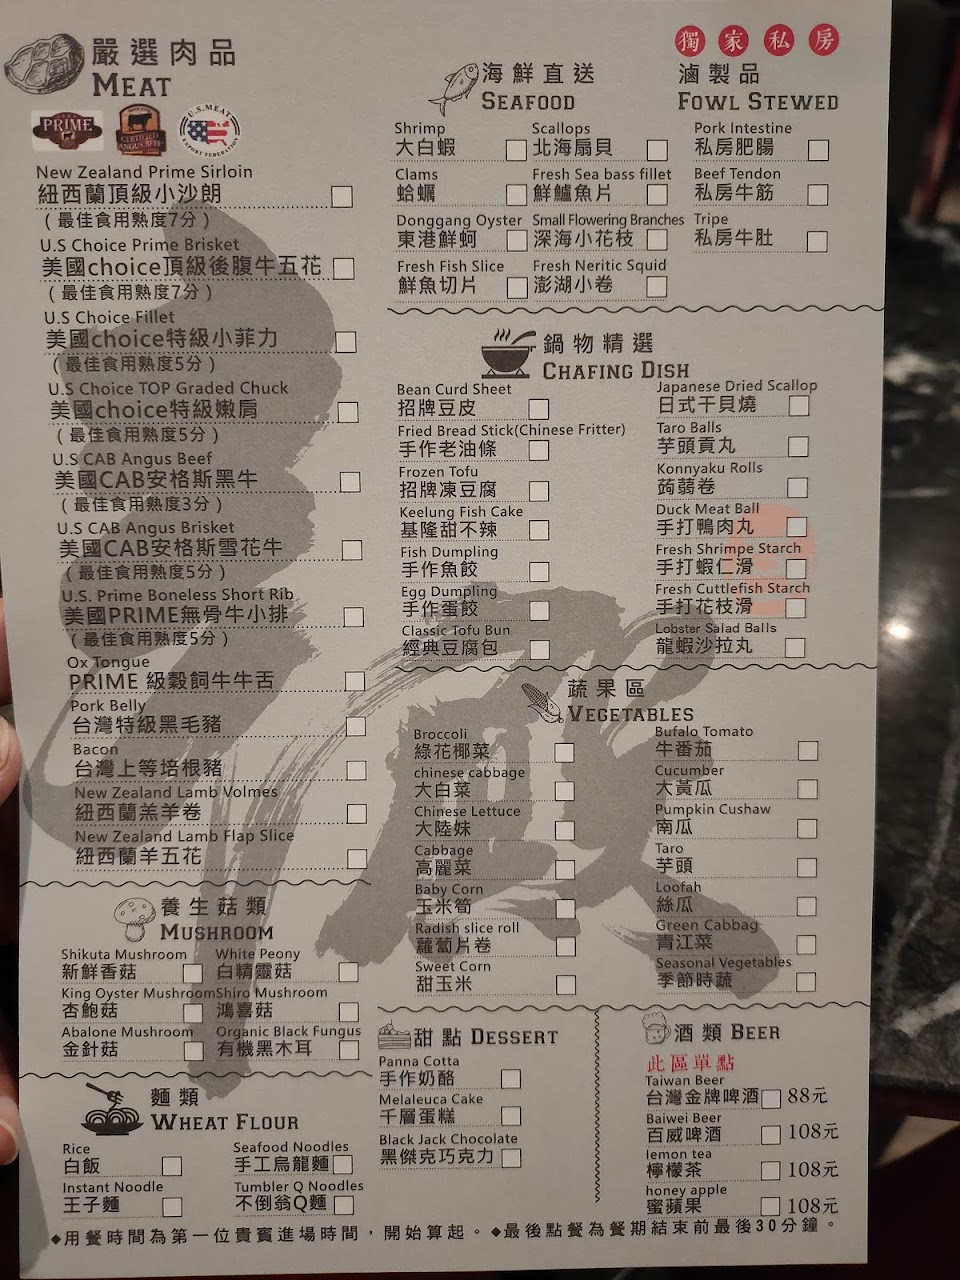 嚴選肉品
MEAT
PRIME
CERTIFIED
ANGUS BEEF
U.S.MEAT
EXPORT FEDERATION
New Zealand Prime Sirloin
紐西蘭頂級小沙朗
(最佳食用熟度7分)
U.S Choice Prime Brisket
美國choice頂級後腹牛五花
(最佳食用熟度7分)
U.S Choice Fillet
美國choice特級小菲力
(最佳食用熟度5分)
U.S Choice TOP Graded Chuck
美國choice特級嫩肩
(最佳食用熟度5分)
U.S CAB Angus Beef
美國CAB安格斯黑牛
(最佳食用熟度3分)
U.S CAB Angus Brisket
美國CAB安格斯雪花牛
(最佳食用熟度5分)
U.S. Prime Boneless Short Rib
美國PRIME無骨牛小排
(最佳食用熟度5分)
Ox Tongue
PRIME 級穀飼牛牛舌
Pork Belly
台灣特級黑毛豬
Bacon
台灣上等培根豬
New Zealand Lamb Volmes
紐西蘭羔羊卷
New Zealand Lamb Flap Slice
紐西蘭羊五花
養生菇類
MUSHROOM
Shikuta Mushroom White Peony
新鮮香菇 白精靈菇
King Oyster Mushroom Shiro Mushroom
杏鮑菇 鴻喜菇
Abalone Mushroom Organic Black Fungus
金針菇 有機黑木耳
麵類
WHEAT FLOUR
Rice Seafood Noodles
白飯 手工烏龍麵
Instant Noodle Tumbler Q Noodles
王子麵 不倒翁Q麵
海鮮直送
SEAFOOD
Shrimp Scallops
大白蝦 北海扇貝
Clams Fresh Sea bass fillet
蛤蠣 鮮鱸魚片
Donggang Oyster Small Flowering Branches
東港鮮蚵 深海小花枝
Fresh Fish Slice Fresh Neritic Squid
鮮魚切片 澎湖小卷
獨家私房
滷製品
FOWL STEWED
Pork Intestine
私房肥腸
Beef Tendon
私房牛筋
Tripe
私房牛肚
鍋物精選
CHAFING DISH
Bean Curd Sheet
招牌豆皮
Fried Bread Stick(Chinese Fritter)
手作老油條
Frozen Tofu
招牌凍豆腐
Keelung Fish Cake
基隆甜不辣
Fish Dumpling
手作魚餃
Egg Dumpling
手作蛋餃
Classic Tofu Bun
經典豆腐包
Japanese Dried Scallop
日式干貝燒
Taro Balls
芋頭貢丸
Konnyaku Rolls
蒟蒻卷
Duck Meat Ball
手打鴨肉丸
Fresh Shrimpe Starch
手打蝦仁滑
Fresh Cuttlefish Starch
手打花枝滑
Lobster Salad Balls
龍蝦沙拉丸
蔬果區
VEGETABLES
Broccoli
綠花椰菜
chinese cabbage
大白菜
Chinese Lettuce
大陸妹
Cabbage
高麗菜
Baby Corn
玉米筍
Radish slice roll
蘿蔔片卷
Sweet Corn
甜玉米
Bufalo Tomato
牛番茄
Cucumber
大黃瓜
Pumpkin Cushaw
南瓜
Taro
芋頭
Loofah
絲瓜
Green Cabbag
青江菜
Seasonal Vegetables
季節時蔬
甜點 DESSERT
Panna Cotta
手作奶酪
Melaleuca Cake
千層蛋糕
Black Jack Chocolate
黑傑克巧克力
酒類 BEER
此區單點
Taiwan Beer
台灣金牌啤酒 88元
Baiwei Beer
百威啤酒 108元
lemon tea
檸檬茶 108元
honey apple
蜜蘋果 108元
◆用餐時間為第一位貴賓進場時間，開始算起。◆最後點餐為餐期結束前最後30分鐘。